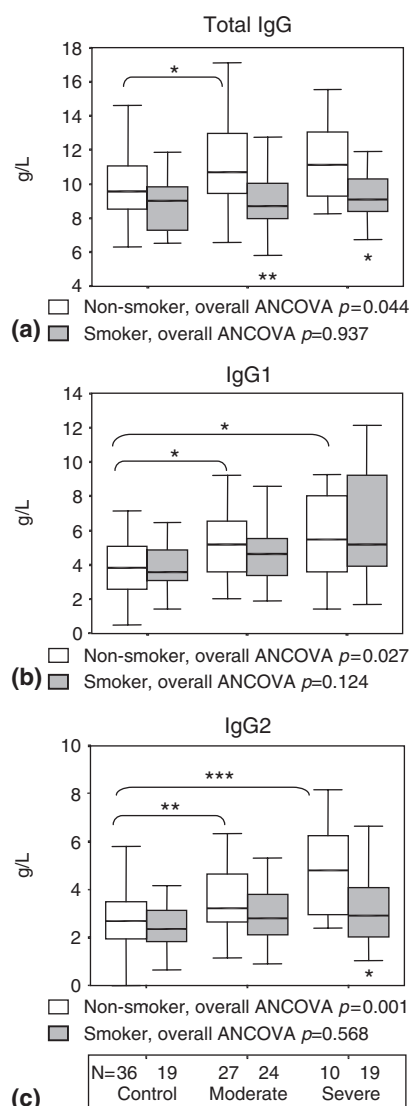 Total IgG
18
16
14
12
10
8
6
4
g/L
*
**
*
Non-smoker, overall ANCOVA p=0.044
(a) Smoker, overall ANCOVA p=0.937
IgG1
14
12
10
8
6
4
2
0
g/L
*
*
Non-smoker, overall ANCOVA p=0.027
(b) Smoker, overall ANCOVA p=0.124
IgG2
10
8
6
4
2
0
g/L
***
**
*
Non-smoker, overall ANCOVA p=0.001
Smoker, overall ANCOVA p=0.568
N=36 19 27 24 10 19
(c) Control Moderate Severe